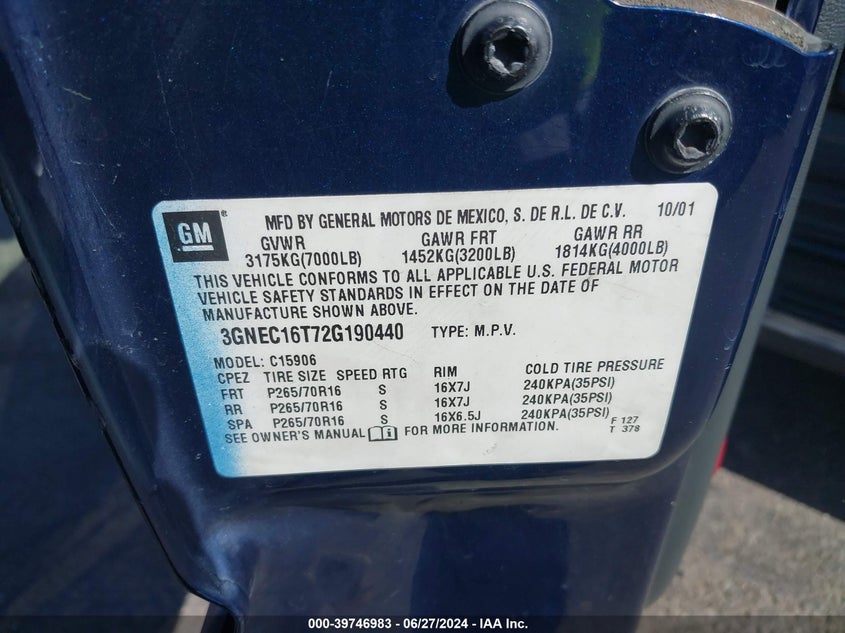 GM ® MFD BY GENERAL MOTORS DE MEXICO, S. DE R.L. DE C.V. 10/01
GVWR GAWR FRT GAWR RR
3175KG(7000LB) 1452KG(3200LB) 1814KG(4000LB)
THIS VEHICLE CONFORMS TO ALL APPLICABLE U.S. FEDERAL MOTOR
VEHICLE SAFETY STANDARDS IN EFFECT ON THE DATE OF
MANUFACTURE SHOWN ABOVE.
3GNEC16T72G190440 TYPE: M.P.V.
MODEL: C15906
CPEZ TIRE SIZE SPEED RTG RIM COLD TIRE PRESSURE
FRT P265/70R16 S 16X7J 240KPA(35PSI)
RR P265/70R16 S 16X7J 240KPA(35PSI)
SPA P265/70R16 S 16X6.5J 240KPA(35PSI)
SEE OWNER'S MANUAL FOR MORE INFORMATION. F 127
T 378
000-39746983 / 06/27/2024 - IAA Inc.